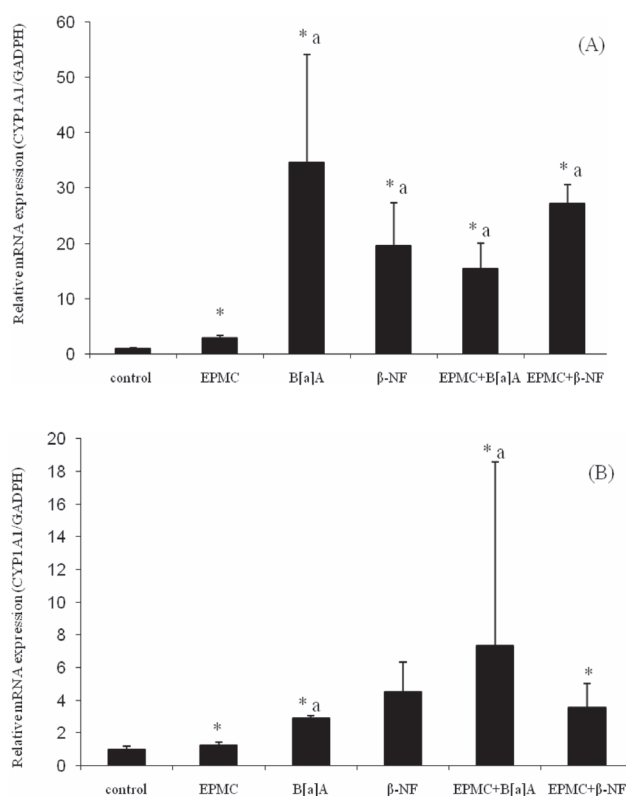 60
50
40
30
20
10
0
Relative mRNA expression (CYP1A1/GADPH)
(A)
*
* a
* a
* a
* a
control EPMC B[a]A β-NF EPMC+B[a]A EPMC+β-NF
20
18
16
14
12
10
8
6
4
2
0
Relative mRNA expression (CYP1A1/GADPH)
(B)
*
* a
* a
*
control EPMC B[a]A β-NF EPMC+B[a]A EPMC+β-NF